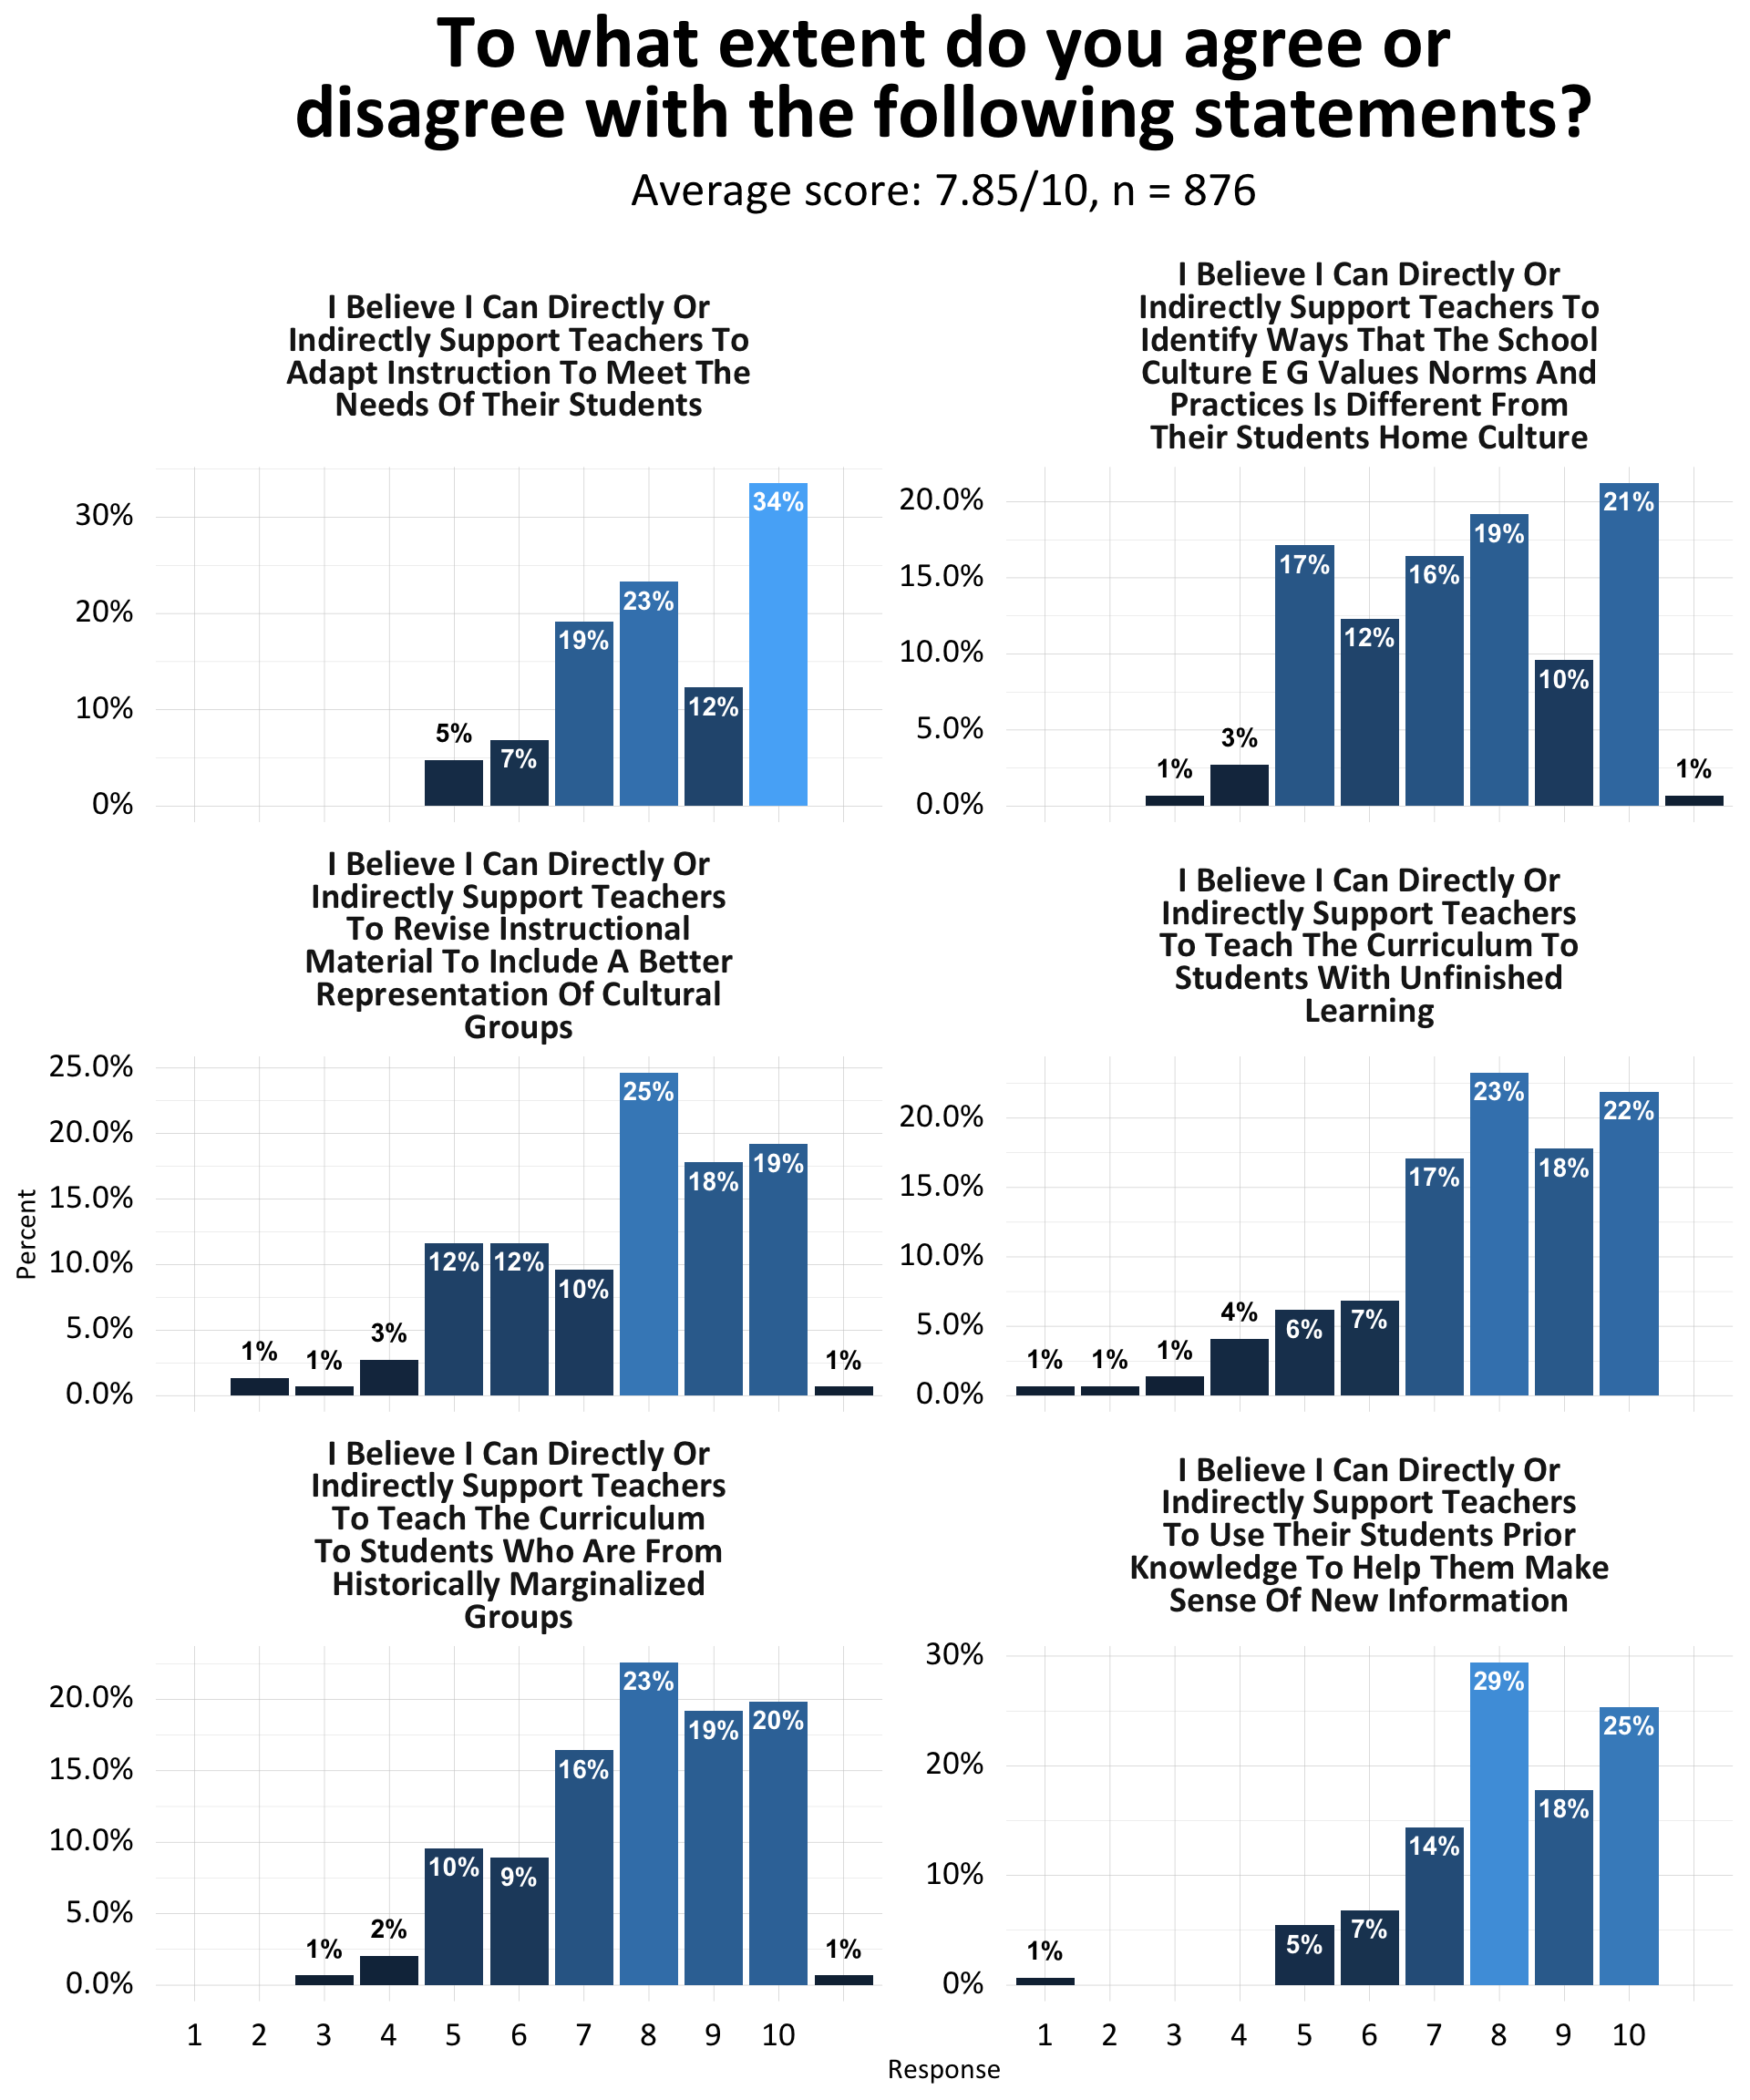 To what extent do you agree or
disagree with the following statements?
Average score: 7.85/10, n = 876
I Believe I Can Directly Or
Indirectly Support Teachers To
Adapt Instruction To Meet The
Needs Of Their Students
30%
20%
10%
0%
5%
7%
19%
23%
12%
34%
I Believe I Can Directly Or
Indirectly Support Teachers To
Identify Ways That The School
Culture E G Values Norms And
Practices Is Different From
Their Students Home Culture
20.0%
15.0%
10.0%
5.0%
0.0%
1%
3%
17%
12%
16%
19%
10%
21%
1%
I Believe I Can Directly Or
Indirectly Support Teachers
To Revise Instructional
Material To Include A Better
Representation Of Cultural
Groups
25.0%
20.0%
15.0%
10.0%
5.0%
0.0%
1%
1%
3%
12%
12%
10%
25%
18%
19%
1%
I Believe I Can Directly Or
Indirectly Support Teachers
To Teach The Curriculum To
Students With Unfinished
Learning
20.0%
15.0%
10.0%
5.0%
0.0%
1%
1%
1%
4%
6%
7%
17%
23%
18%
22%
Percent
I Believe I Can Directly Or
Indirectly Support Teachers
To Teach The Curriculum
To Students Who Are From
Historically Marginalized
Groups
20.0%
15.0%
10.0%
5.0%
0.0%
1%
2%
10%
9%
16%
23%
19%
20%
1%
1 2 3 4 5 6 7 8 9 10
I Believe I Can Directly Or
Indirectly Support Teachers
To Use Their Students Prior
Knowledge To Help Them Make
Sense Of New Information
30%
20%
10%
0%
1%
5%
7%
14%
29%
18%
25%
1 2 3 4 5 6 7 8 9 10
Response